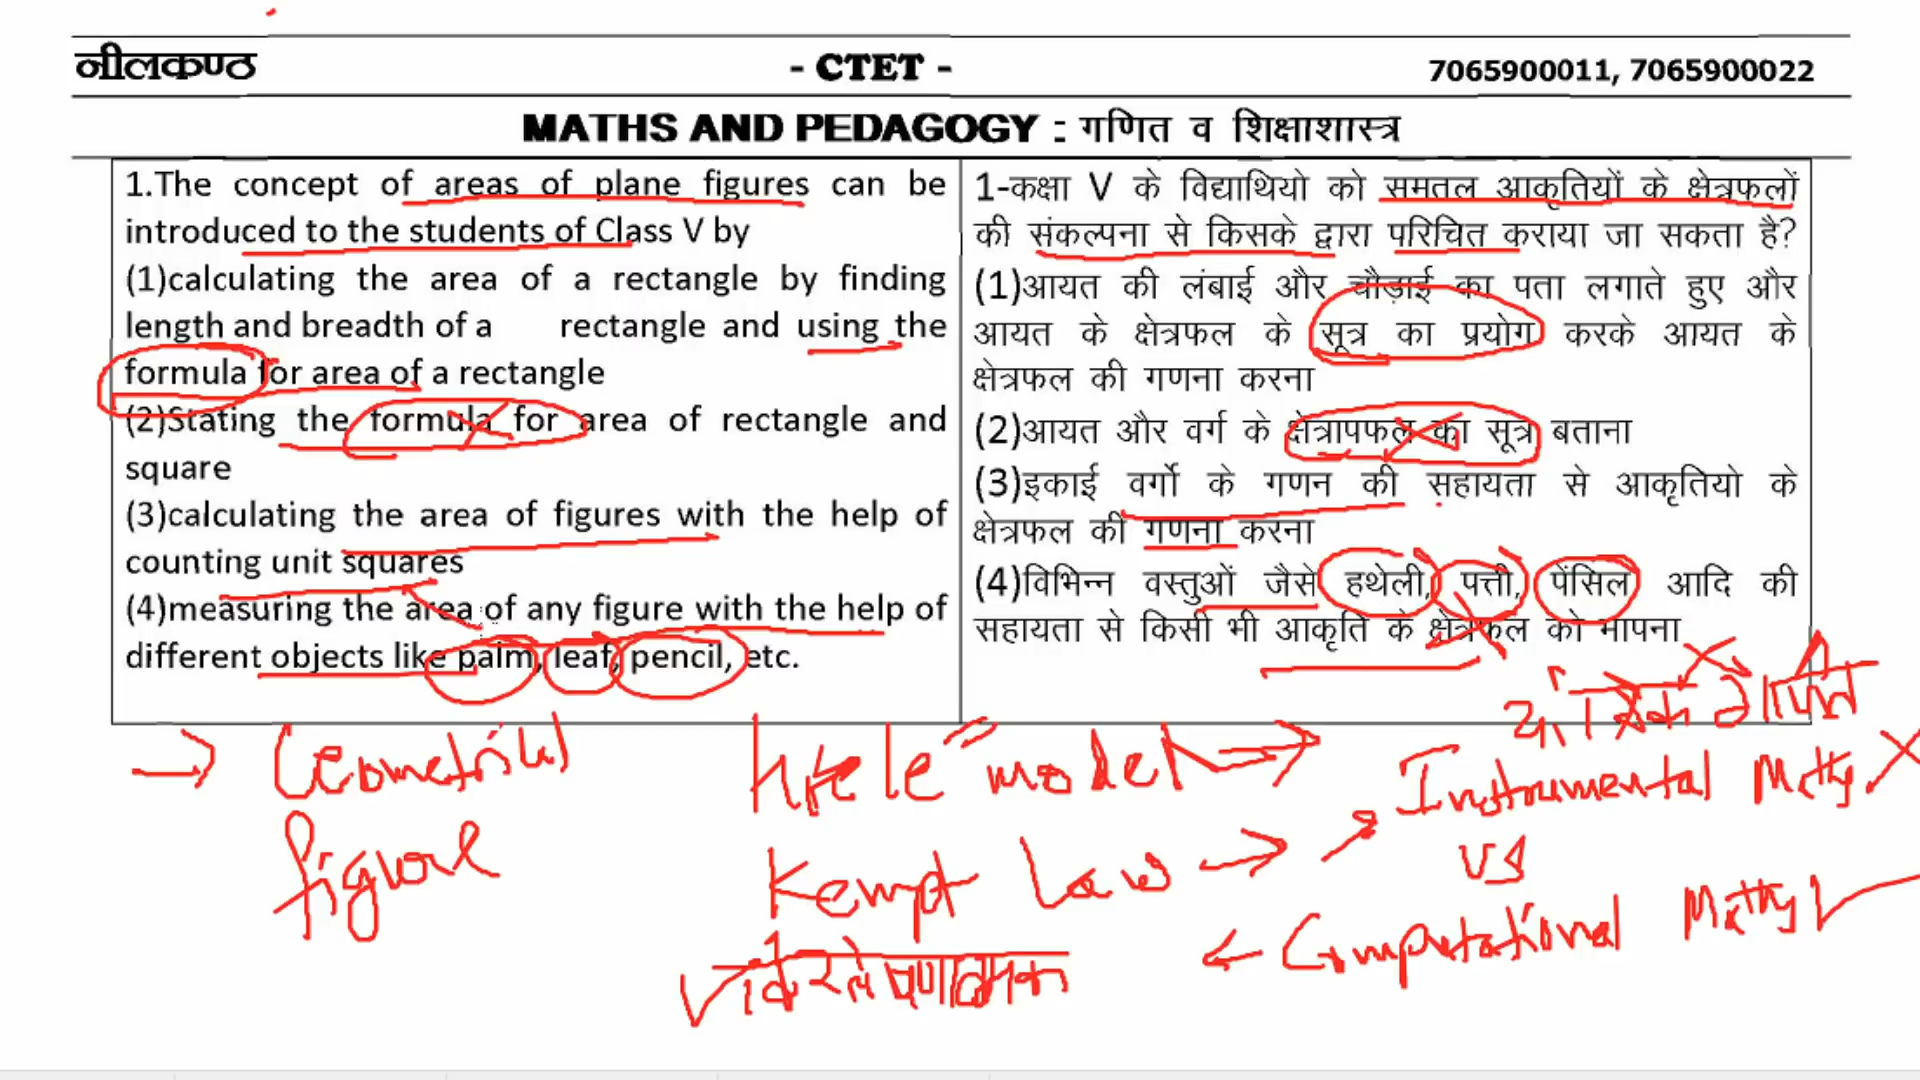 नीलकण्ठ
- CTET -
7065900011, 7065900022
MATHS AND PEDAGOGY : गणित व शिक्षाशास्त्र
1.The concept of areas of plane figures can be
introduced to the students of Class V by
(1)calculating the area of a rectangle by finding
length and breadth of a rectangle and using the
formula for area of a rectangle
(2)Stating the formula for area of rectangle and
square
(3)calculating the area of figures with the help of
counting unit squares
(4)measuring the area of any figure with the help of
different objects like palm, leaf, pencil, etc.
1-कक्षा V के विद्याथियो को समतल आकृतियों के क्षेत्रफलों
की संकल्पना से किसके द्वारा परिचित कराया जा सकता है?
(1)आयत की लंबाई और चौड़ाई का पता लगाते हुए और
आयत के क्षेत्रफल के सूत्र का प्रयोग करके आयत के
क्षेत्रफल की गणना करना
(2)आयत और वर्ग के क्षेत्रापफल का सूत्र बताना
(3)इकाई वर्गो के गणन की सहायता से आकृतियो के
क्षेत्रफल की गणना करना
(4)विभिन्न वस्तुओं जैसे हथेली, पत्ती, पेंसिल आदि की
सहायता से किसी भी आकृति के क्षेत्रफल को मापना
→ Geometrical
figure
model →
Instrumental Maths
Kempt Law →
VS
← Computational Maths